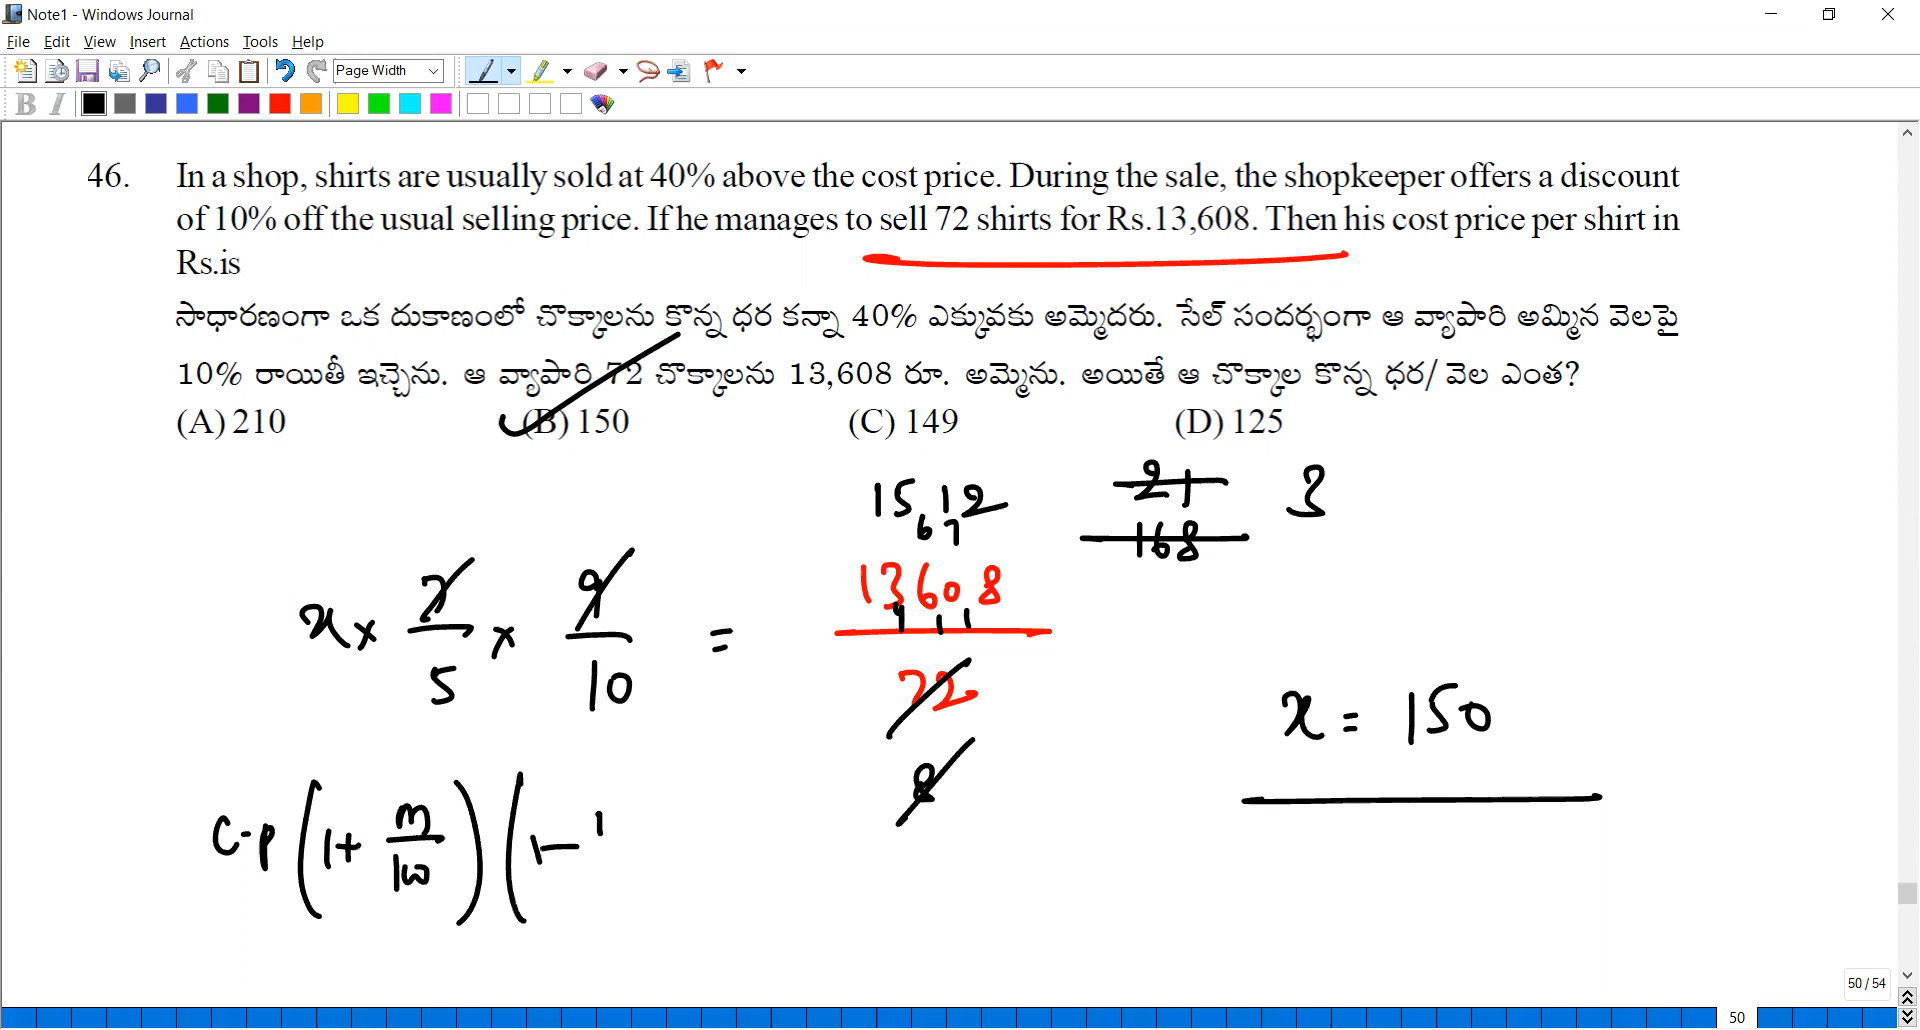 Note1 - Windows Journal
File Edit View Insert Actions Tools Help
Page Width
B I
46. In a shop, shirts are usually sold at 40% above the cost price. During the sale, the shopkeeper offers a discount
of 10% off the usual selling price. If he manages to sell 72 shirts for Rs.13,608. Then his cost price per shirt in
Rs.is
సాధారణంగా ఒక దుకాణంలో చొక్కాలను కొన్న ధర కన్నా 40% ఎక్కువకు అమ్మెదరు. సేల్ సందర్భంగా ఆ వ్యాపారి అమ్మిన వెలపై
10% రాయితీ ఇచ్చెను. ఆ వ్యాపారి 72 చొక్కాలను 13,608 రూ. అమ్మెను. అయితే ఆ చొక్కాల కొన్న ధర/ వెల ఎంత?
(A) 210 (B) 150 (C) 149 (D) 125
1512 21 3
67 168
x × 7/5 × 9/10 = 13608/72
8
x = 150
C.P (1+ m/100) (1-
50 / 54
50